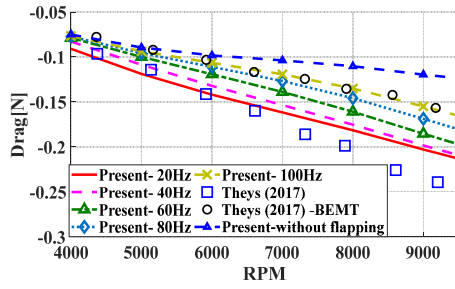 -0.05
-0.1
-0.15
-0.2
-0.25
-0.3
Drag[N]
Present- 20Hz
Present- 40Hz
Present- 60Hz
Present- 80Hz
Present- 100Hz
Theys (2017)
Theys (2017) -BEMT
Present-without flapping
4000 5000 6000 7000 8000 9000
RPM